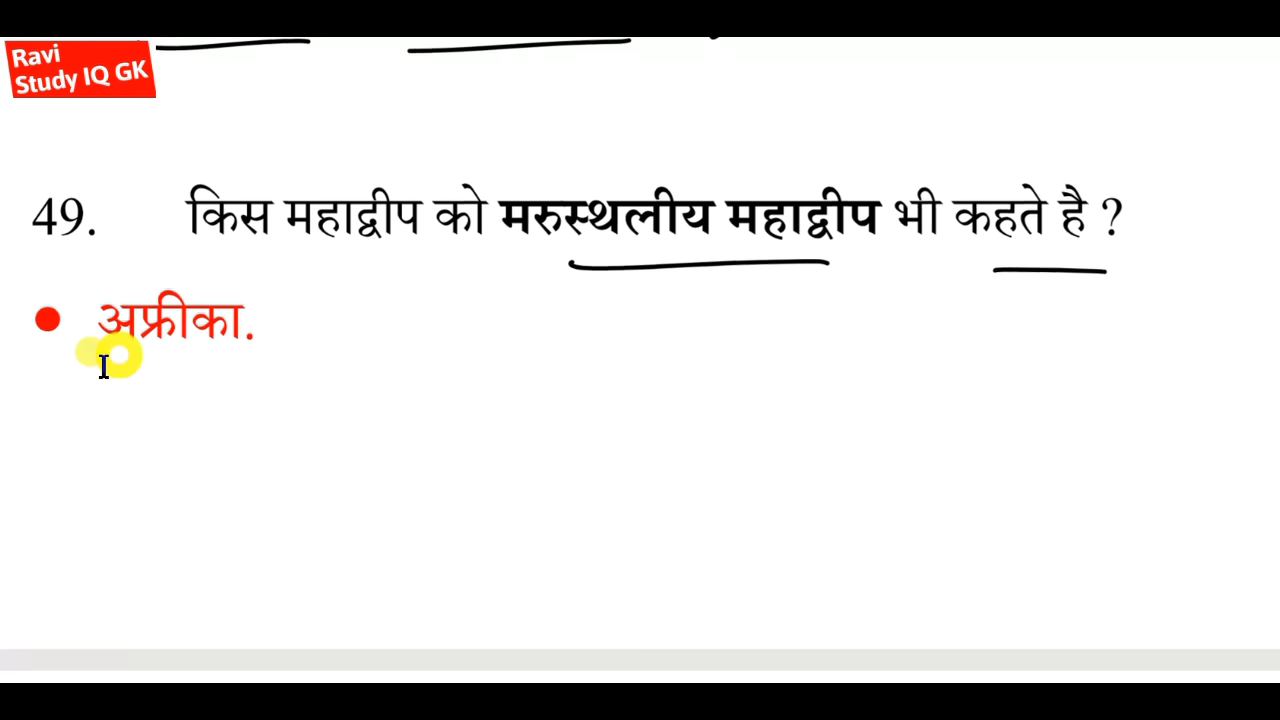 Ravi
Study IQ GK
49. किस महाद्वीप को मरुस्थलीय महाद्वीप भी कहते है ?
• अफ्रीका.